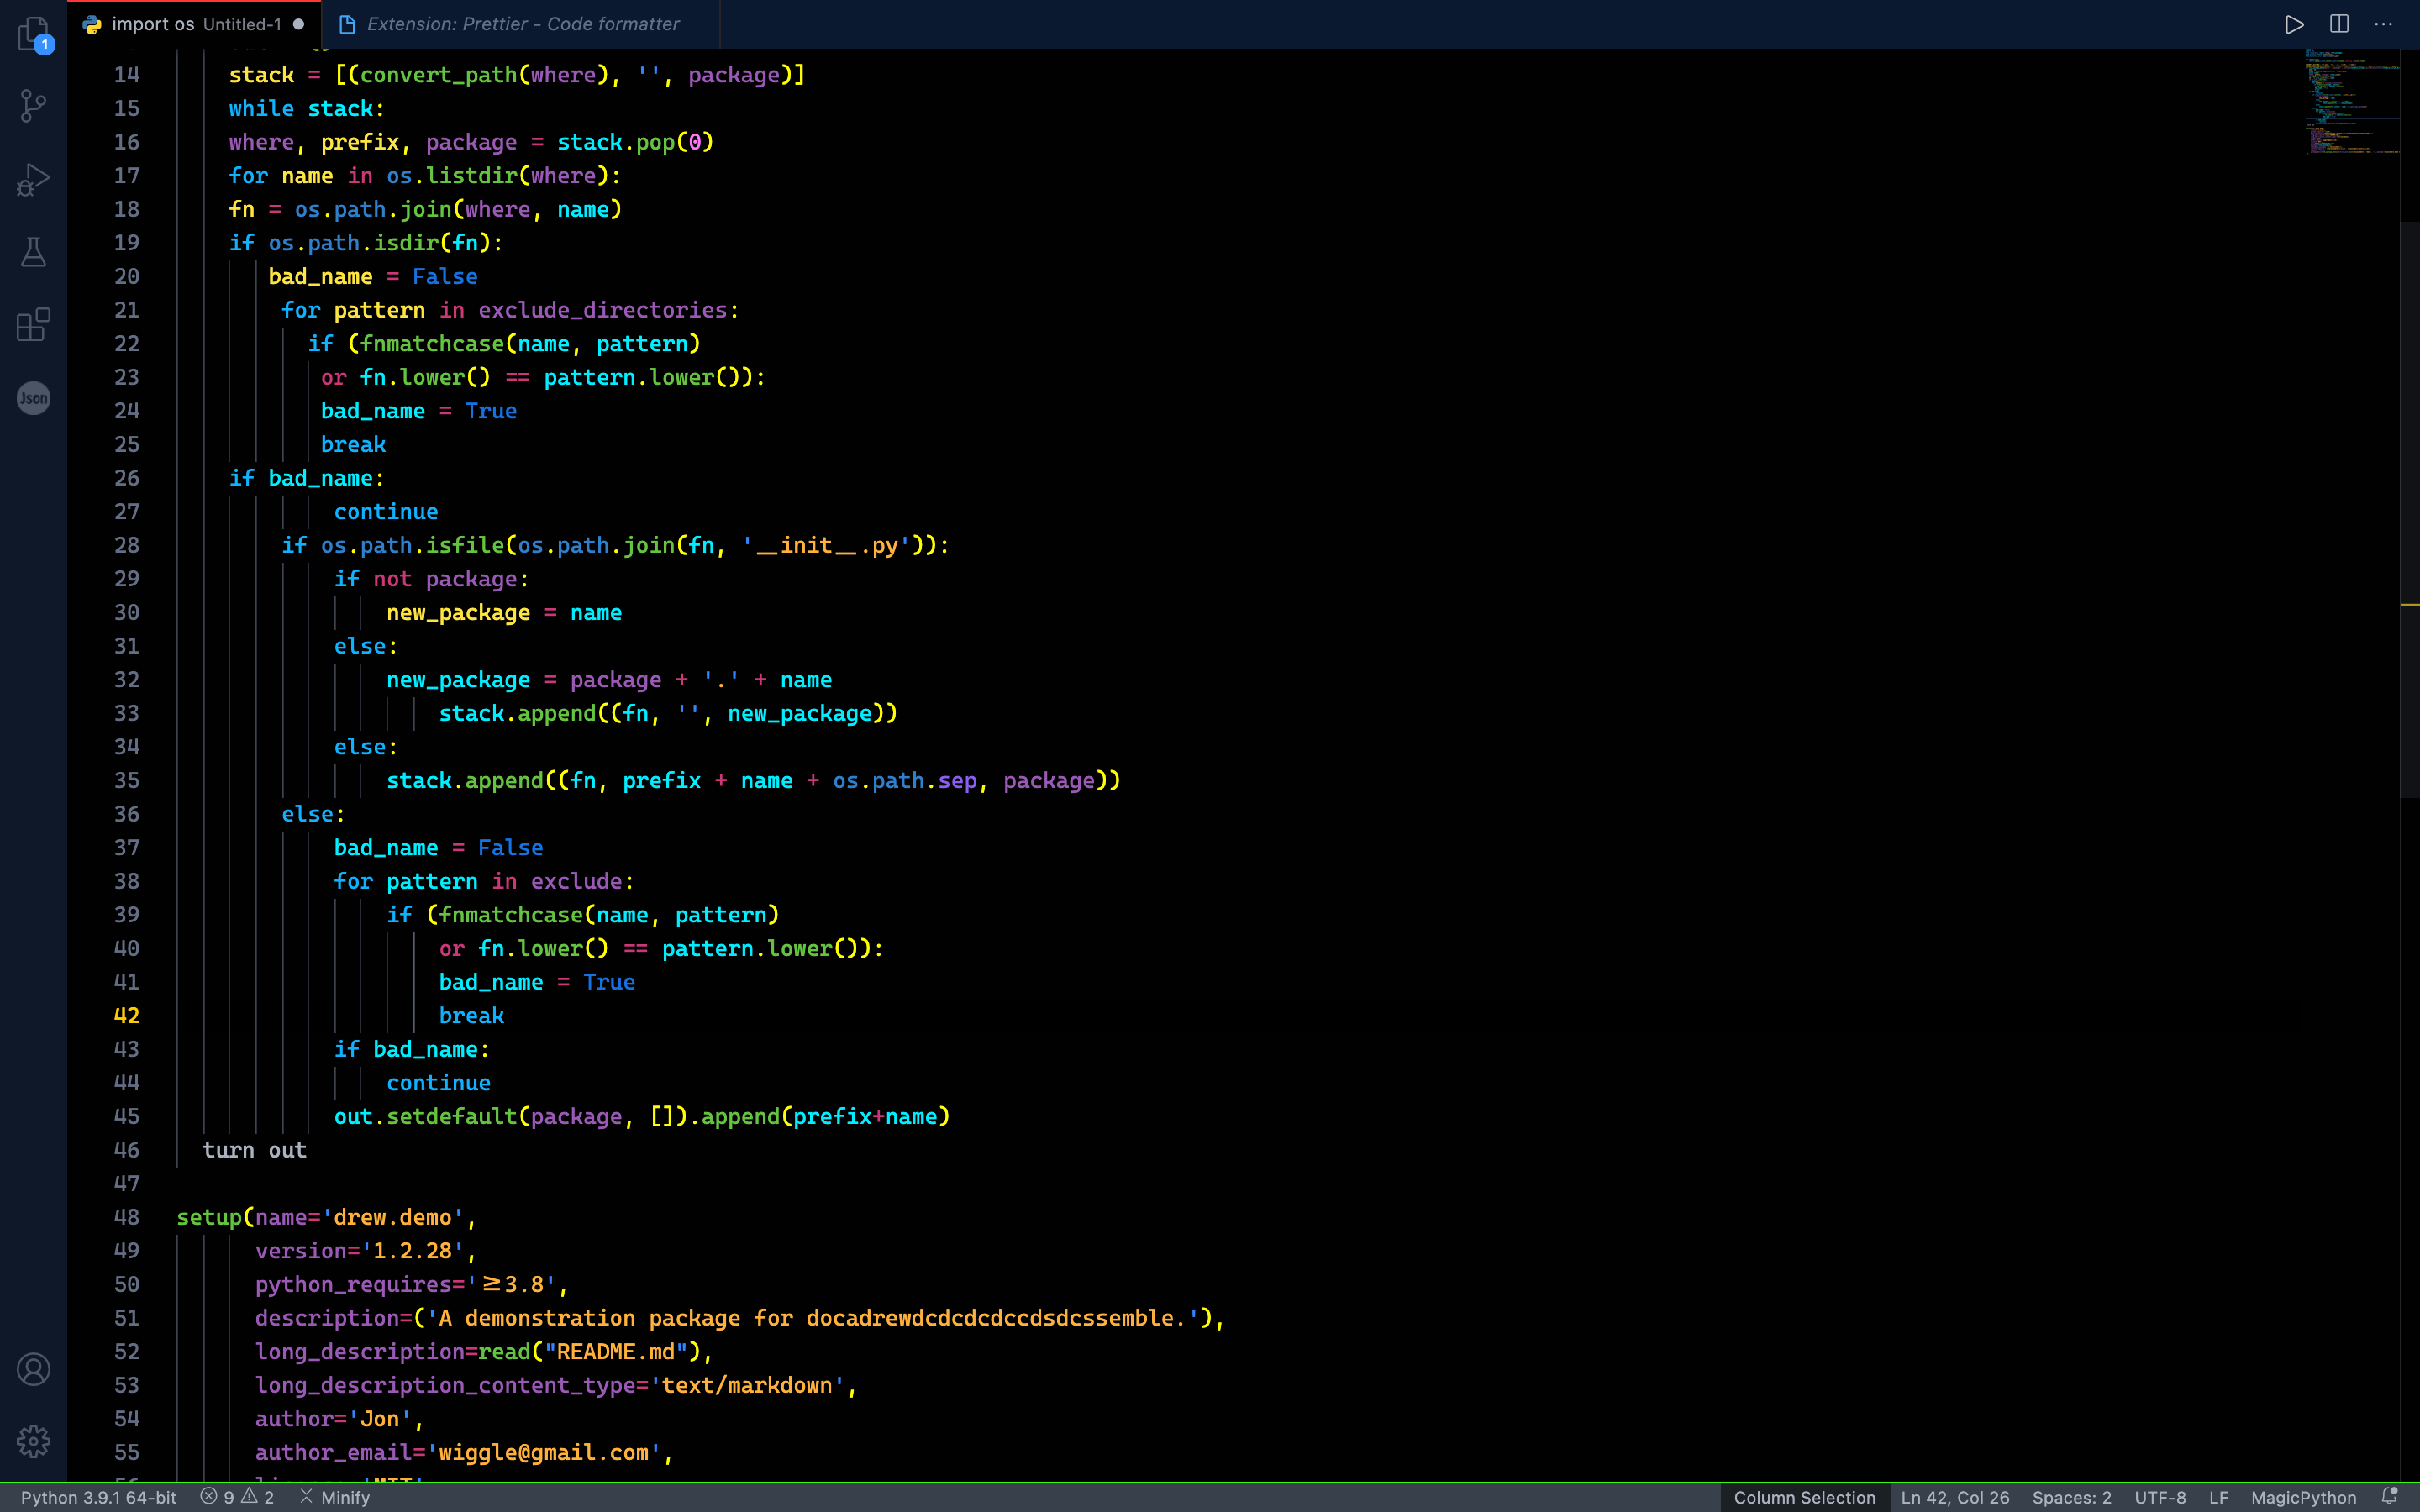 import os Untitled-1
Extension: Prettier - Code formatter
1
14 stack = [(convert_path(where), '', package)]
15 while stack:
16 where, prefix, package = stack.pop(0)
17 for name in os.listdir(where):
18 fn = os.path.join(where, name)
19 if os.path.isdir(fn):
20 bad_name = False
21 for pattern in exclude_directories:
22 if (fnmatchcase(name, pattern)
23 or fn.lower() == pattern.lower()):
24 bad_name = True
25 break
26 if bad_name:
27 continue
28 if os.path.isfile(os.path.join(fn, '__init__.py')):
29 if not package:
30 new_package = name
31 else:
32 new_package = package + '.' + name
33 stack.append((fn, '', new_package))
34 else:
35 stack.append((fn, prefix + name + os.path.sep, package))
36 else:
37 bad_name = False
38 for pattern in exclude:
39 if (fnmatchcase(name, pattern)
40 or fn.lower() == pattern.lower()):
41 bad_name = True
42 break
43 if bad_name:
44 continue
45 out.setdefault(package, []).append(prefix+name)
46 turn out
47
48 setup(name='drew.demo',
49 version='1.2.28',
50 python_requires='≥3.8',
51 description=('A demonstration package for docadrewdcdcdcdccdsdcssemble.'),
52 long_description=read("README.md"),
53 long_description_content_type='text/markdown',
54 author='Jon',
55 author_email='wiggle@gmail.com',
Json
Python 3.9.1 64-bit 9 2 Minify
Column Selection Ln 42, Col 26 Spaces: 2 UTF-8 LF MagicPython